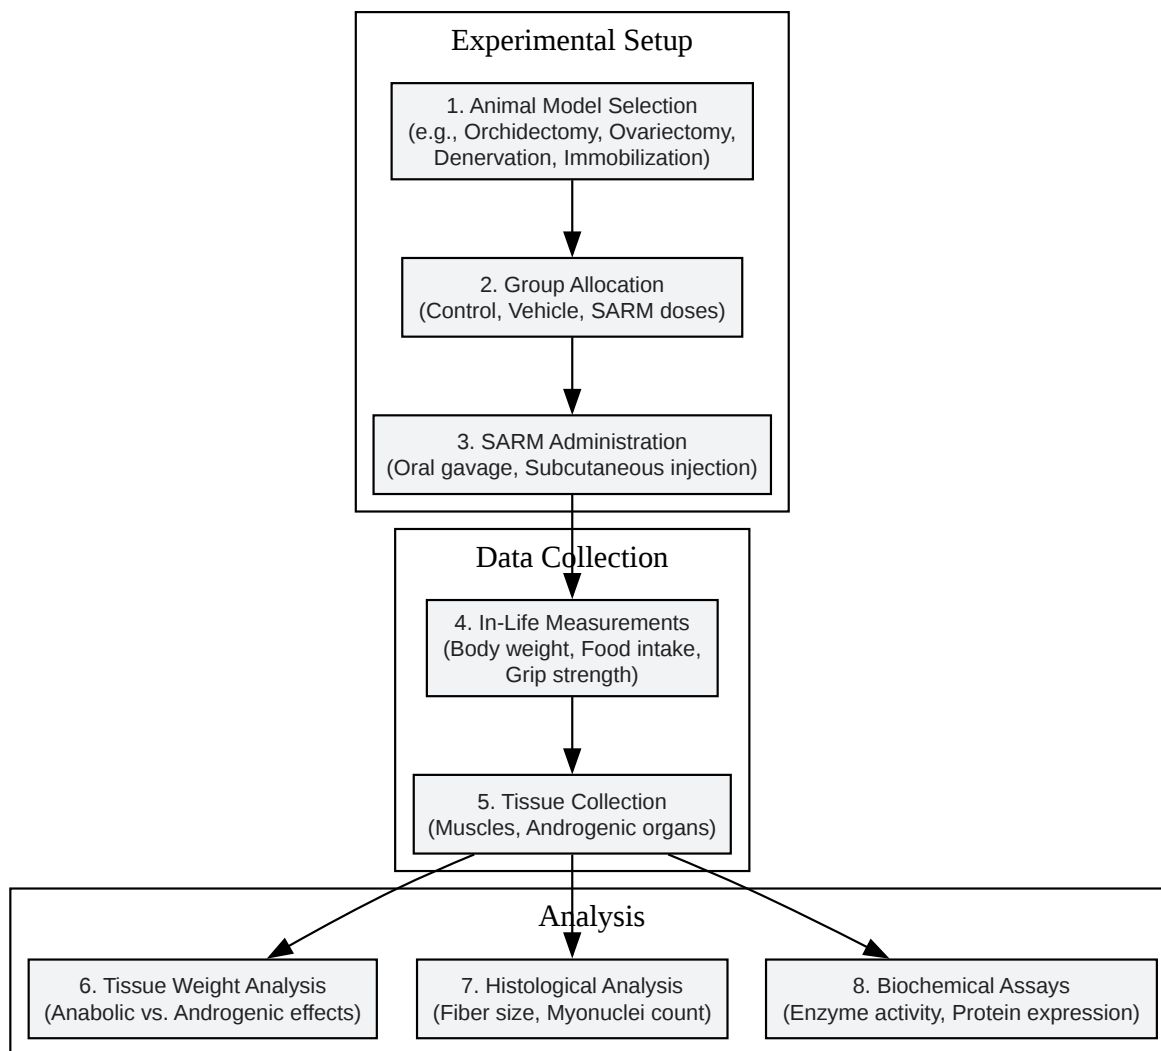 Experimental Setup
1. Animal Model Selection
(e.g., Orchidectomy, Ovariectomy,
Denervation, Immobilization)
2. Group Allocation
(Control, Vehicle, SARM doses)
3. SARM Administration
(Oral gavage, Subcutaneous injection)
Data Collection
4. In-Life Measurements
(Body weight, Food intake,
Grip strength)
5. Tissue Collection
(Muscles, Androgenic organs)
Analysis
6. Tissue Weight Analysis
(Anabolic vs. Androgenic effects)
7. Histological Analysis
(Fiber size, Myonuclei count)
8. Biochemical Assays
(Enzyme activity, Protein expression)